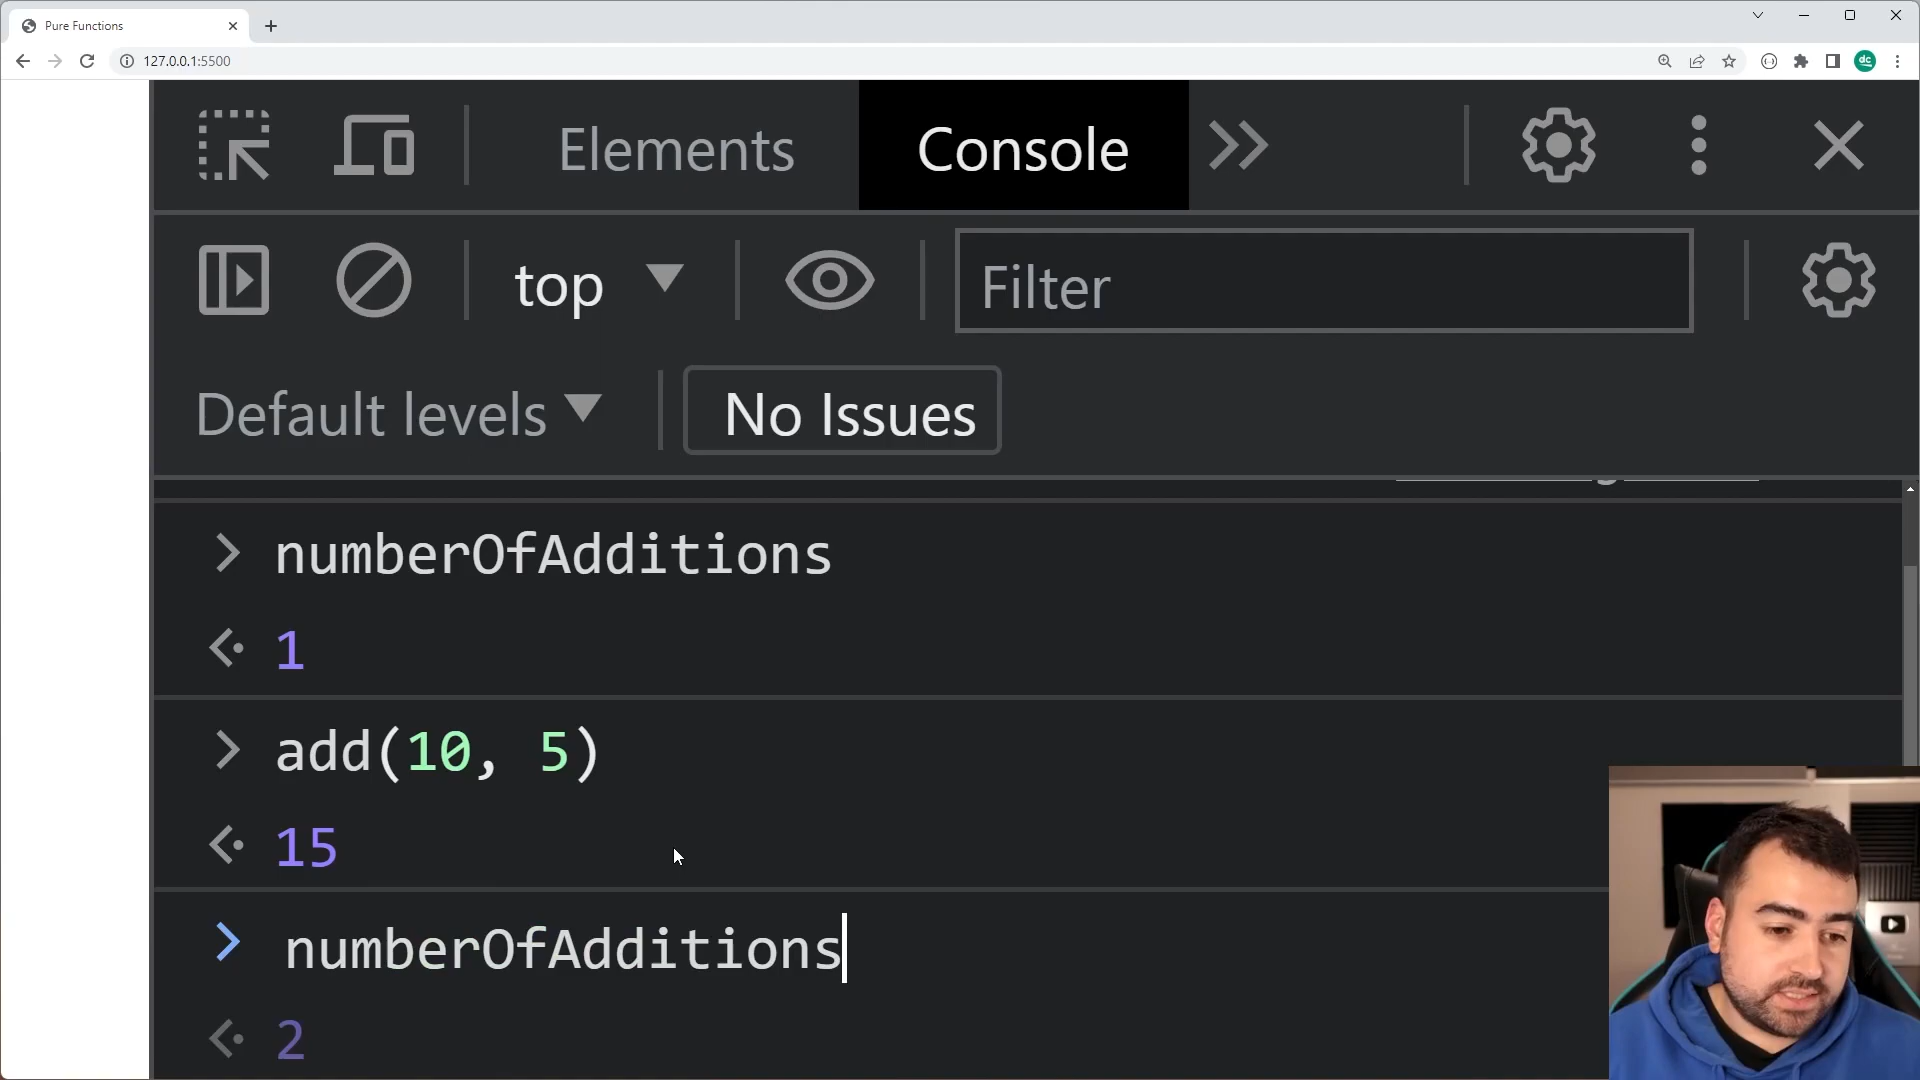 Pure Functions
127.0.0.1:5500
dc
Elements
Console
top
Filter
Default levels
No Issues
numberOfAdditions
1
add(10, 5)
15
numberOfAdditions
2